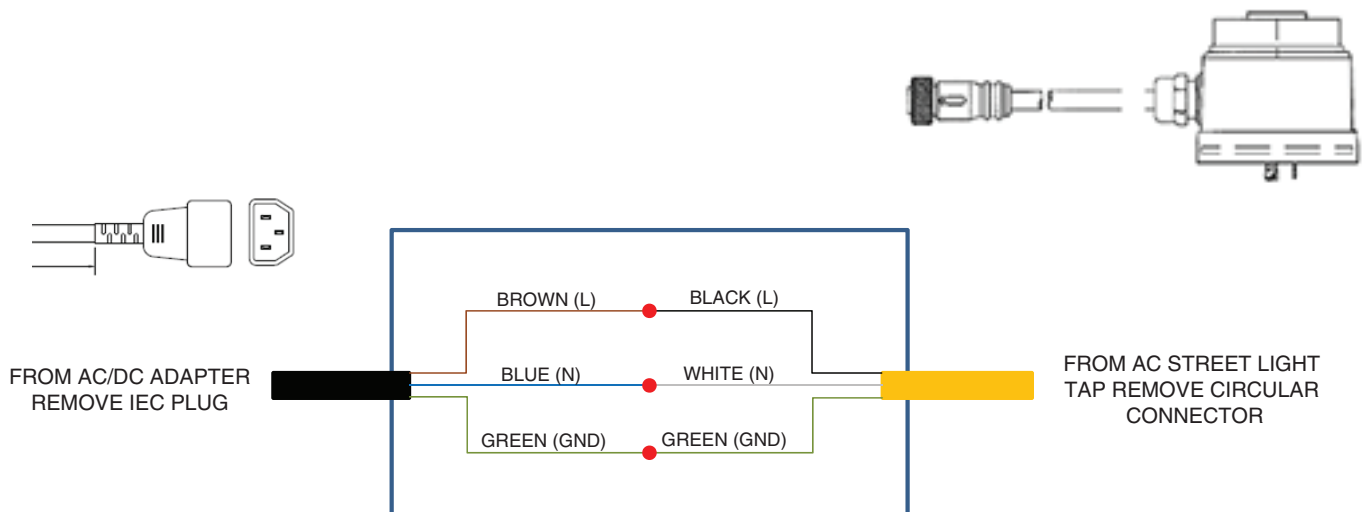 BROWN (L)
BLACK (L)
FROM AC/DC ADAPTER
REMOVE IEC PLUG
BLUE (N)
WHITE (N)
FROM AC STREET LIGHT
TAP REMOVE CIRCULAR
CONNECTOR
GREEN (GND)
GREEN (GND)